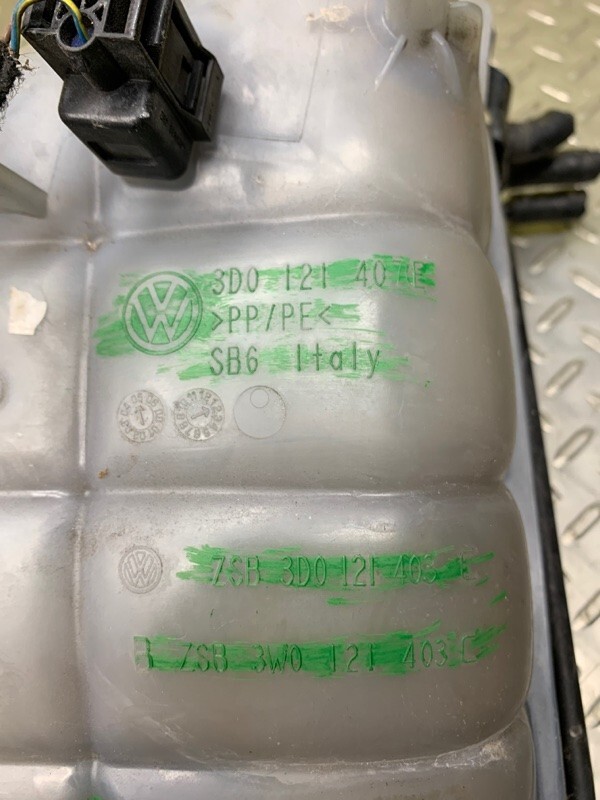 3D0 121 407 E
>PP/PE<
SB6 Italy
ZSB 3D0 121 403 E
ZSB 3W0 121 403 C